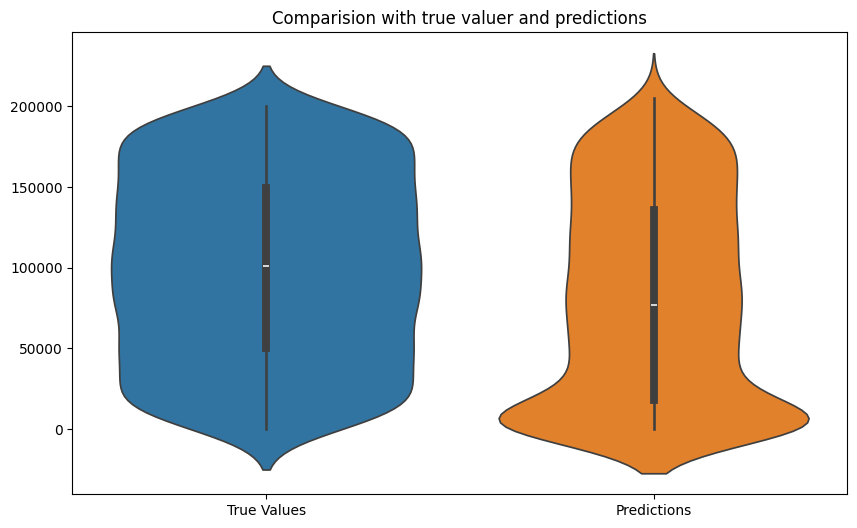 Comparision with true valuer and predictions
200000
150000
100000
50000
0
True Values
Predictions